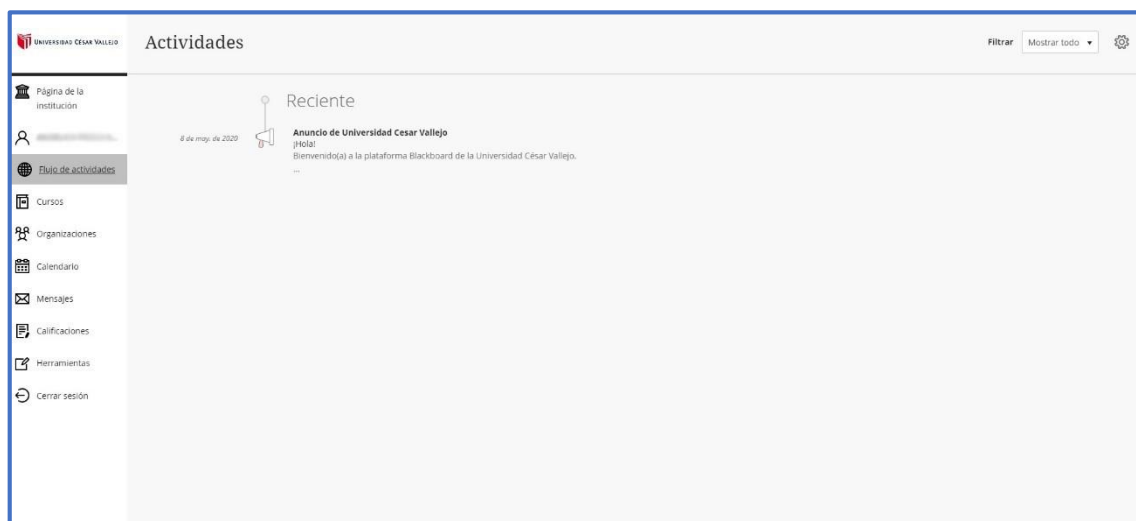 UNIVERSIDAD CÉSAR VALLEJO
Actividades
Filtrar
Mostrar todo
Página de la
institución
Flujo de actividades
Cursos
Organizaciones
Calendario
Mensajes
Calificaciones
Herramientas
Cerrar sesión
Reciente
8 de may. de 2020
Anuncio de Universidad Cesar Vallejo
¡Hola!
Bienvenido(a) a la plataforma Blackboard de la Universidad César Vallejo.
...